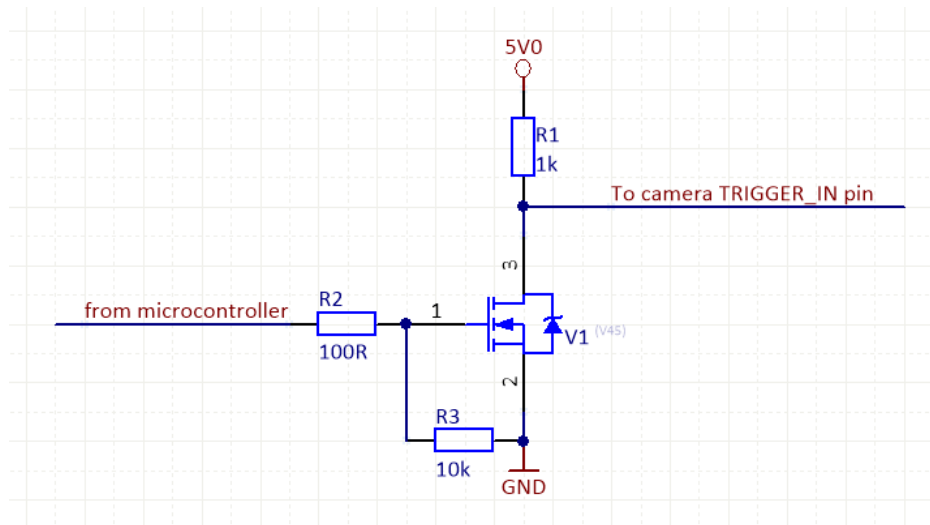 5V0
R1
1k
To camera TRIGGER_IN pin
3
from microcontroller
R2
1
100R
V1 (V45)
2
R3
10k
GND